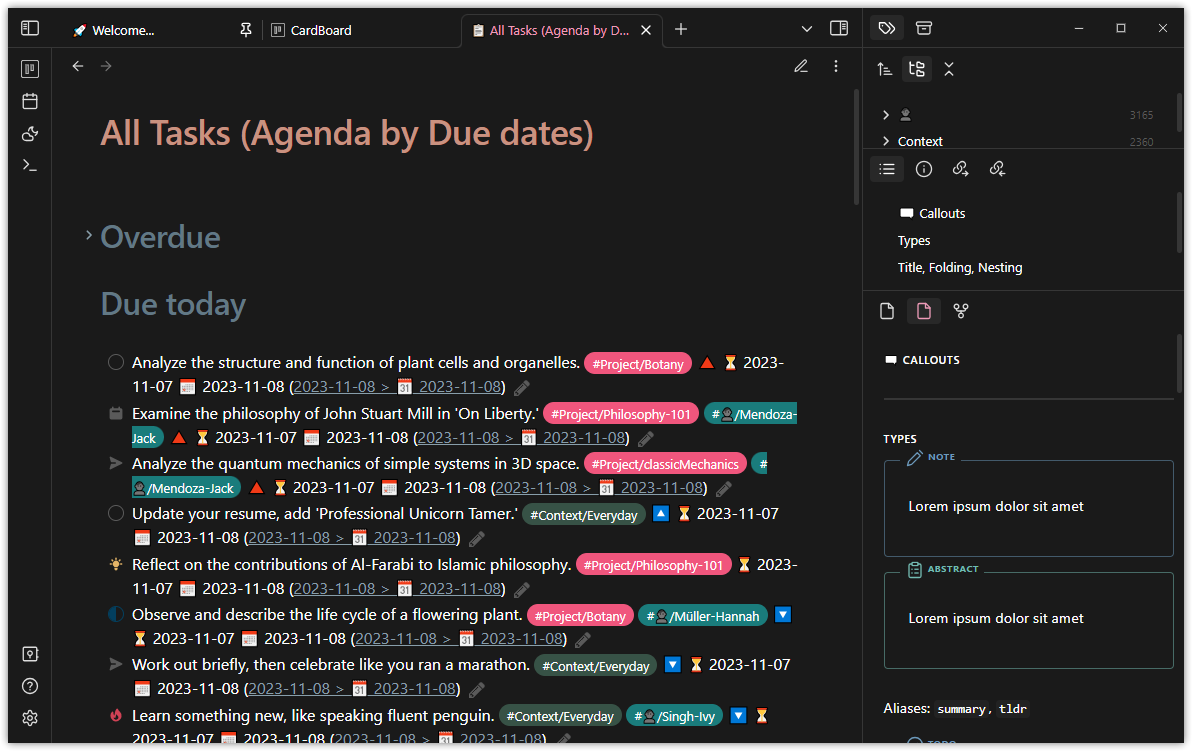 Welcome...
CardBoard
All Tasks (Agenda by D...
All Tasks (Agenda by Due dates)
Overdue
Due today
Analyze the structure and function of plant cells and organelles. #Project/Botany 🔺 ⏳ 2023-
11-07 📅 2023-11-08 (2023-11-08 > 📅 2023-11-08)
Examine the philosophy of John Stuart Mill in 'On Liberty.' #Project/Philosophy-101 #👤/Mendoza-
Jack 🔺 ⏳ 2023-11-07 📅 2023-11-08 (2023-11-08 > 📅 2023-11-08)
Analyze the quantum mechanics of simple systems in 3D space. #Project/classicMechanics #
👤/Mendoza-Jack 🔺 ⏳ 2023-11-07 📅 2023-11-08 (2023-11-08 > 📅 2023-11-08)
Update your resume, add 'Professional Unicorn Tamer.' #Context/Everyday 🔼 ⏳ 2023-11-07
📅 2023-11-08 (2023-11-08 > 📅 2023-11-08)
Reflect on the contributions of Al-Farabi to Islamic philosophy. #Project/Philosophy-101 ⏳ 2023-
11-07 📅 2023-11-08 (2023-11-08 > 📅 2023-11-08)
Observe and describe the life cycle of a flowering plant. #Project/Botany #👤/Müller-Hannah 🔽
⏳ 2023-11-07 📅 2023-11-08 (2023-11-08 > 📅 2023-11-08)
Work out briefly, then celebrate like you ran a marathon. #Context/Everyday 🔽 ⏳ 2023-11-07
📅 2023-11-08 (2023-11-08 > 📅 2023-11-08)
Learn something new, like speaking fluent penguin. #Context/Everyday #👤/Singh-Ivy 🔽 ⏳
2023-11-07 📅 2023-11-08 (2023-11-08 > 📅 2023-11-08)
3165
Context 2360
Callouts
Types
Title, Folding, Nesting
CALLOUTS
TYPES
NOTE
Lorem ipsum dolor sit amet
ABSTRACT
Lorem ipsum dolor sit amet
Aliases: summary, tldr
TODO